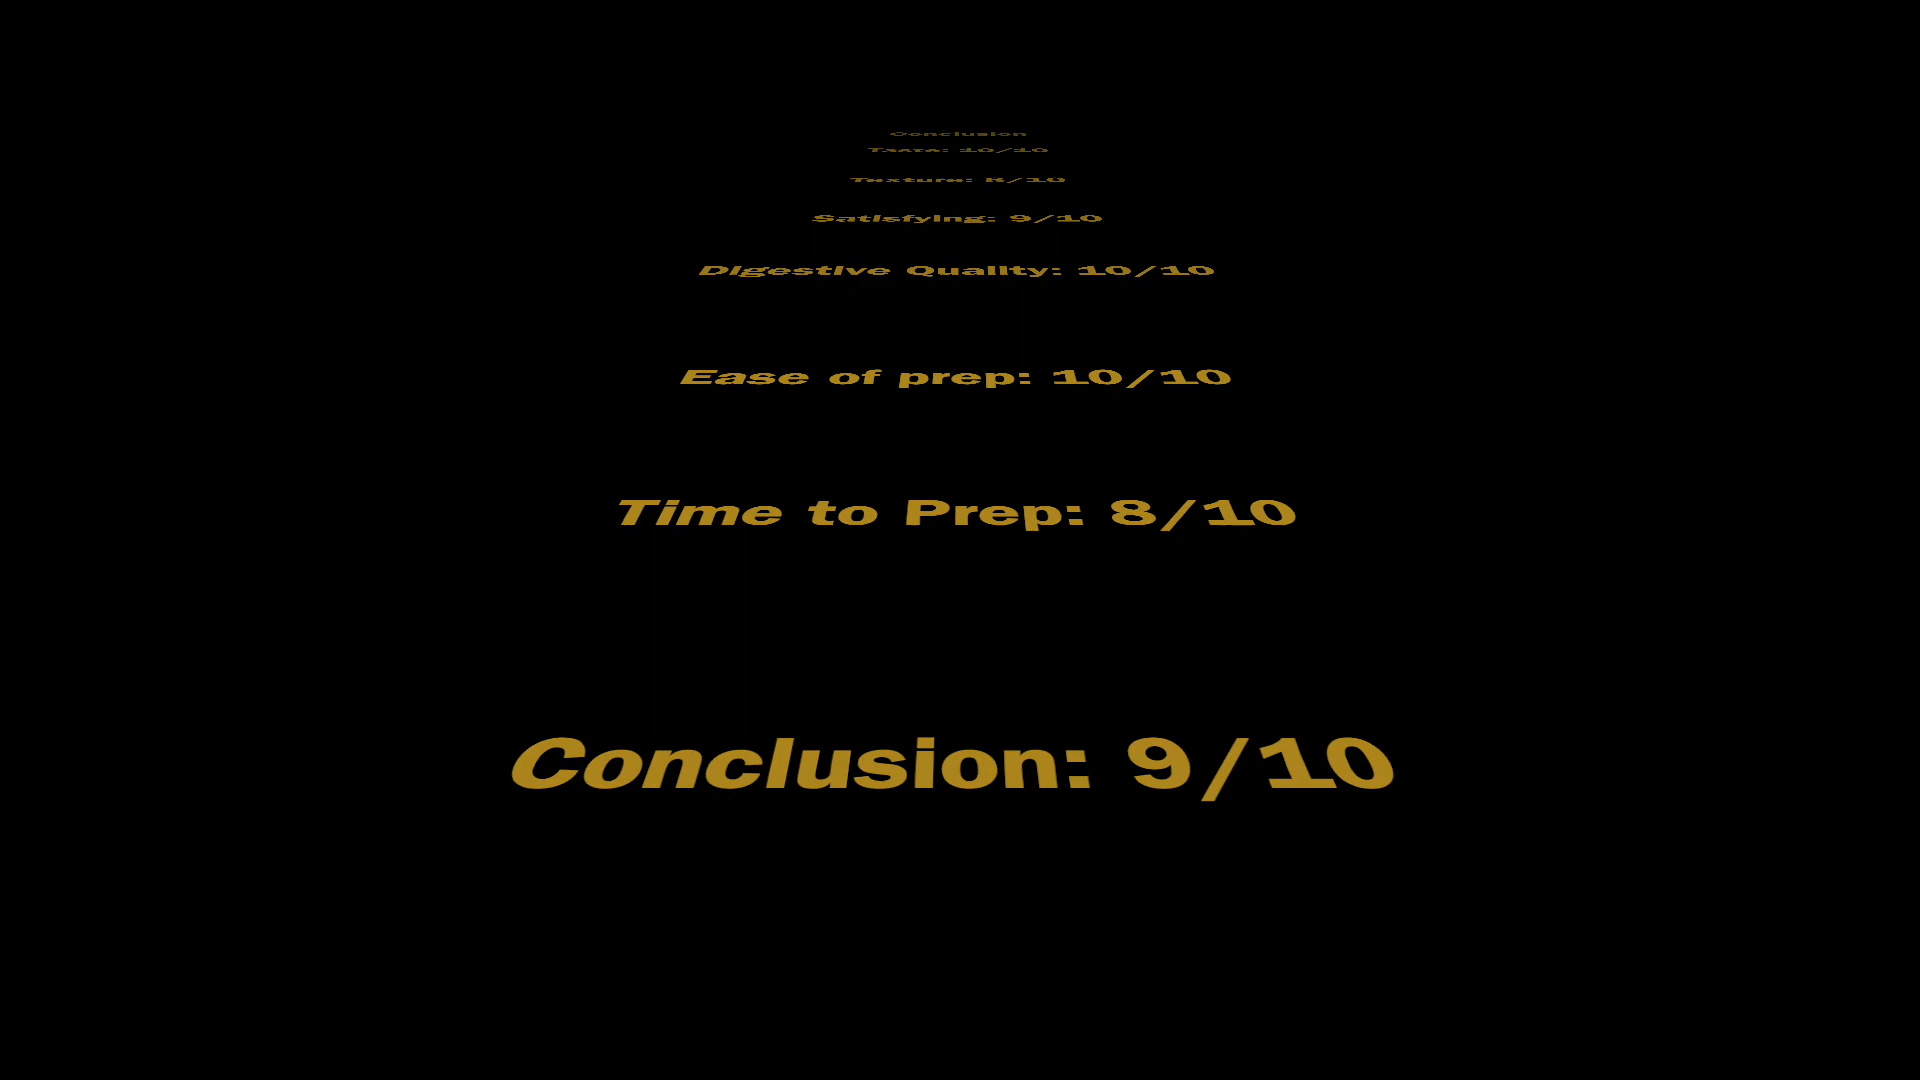 Conclusion
Taste: 10/10
Texture: 8/10
Satisfying: 9/10
Digestive Quality: 10/10
Ease of prep: 10/10
Time to Prep: 8/10
Conclusion: 9/10